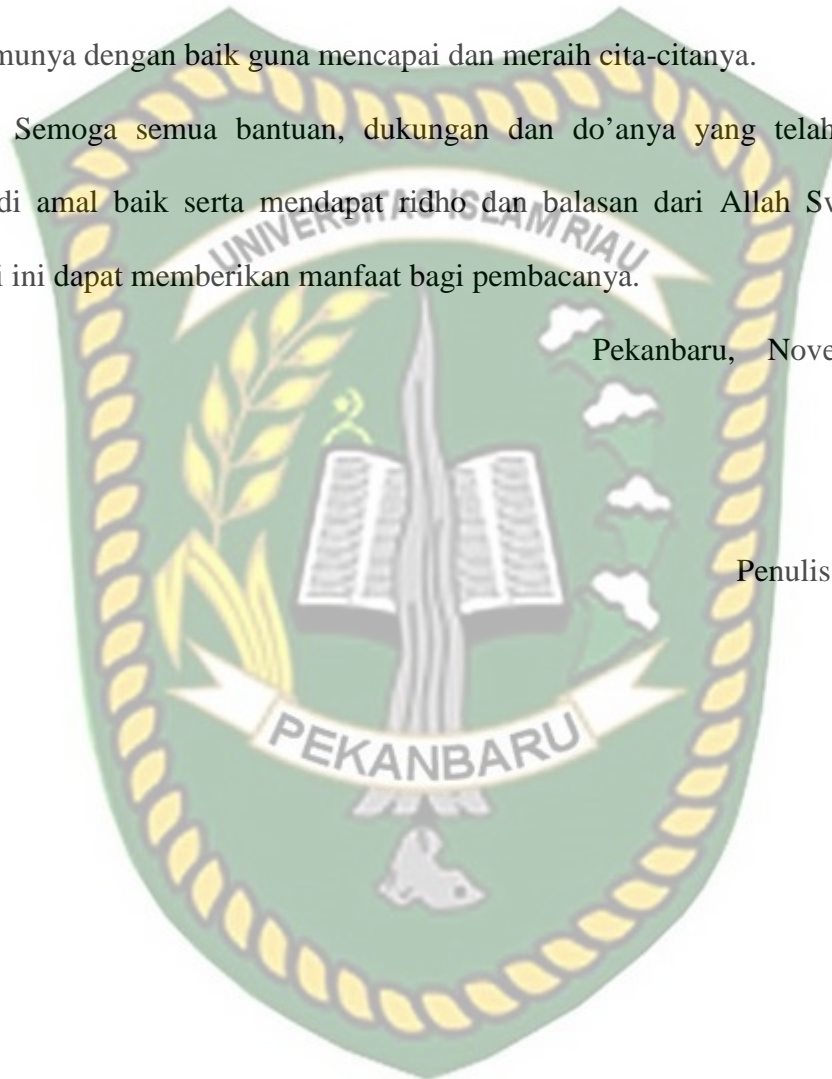 munya dengan baik guna mencapai dan meraih cita-citanya.
Semoga semua bantuan, dukungan dan do’anya yang telah
di amal baik serta mendapat ridho dan balasan dari Allah Sw
UNIVERSITAS ISLAM RIAU
i ini dapat memberikan manfaat bagi pembacanya.
Pekanbaru, Nove
Penulis
PEKANBARU